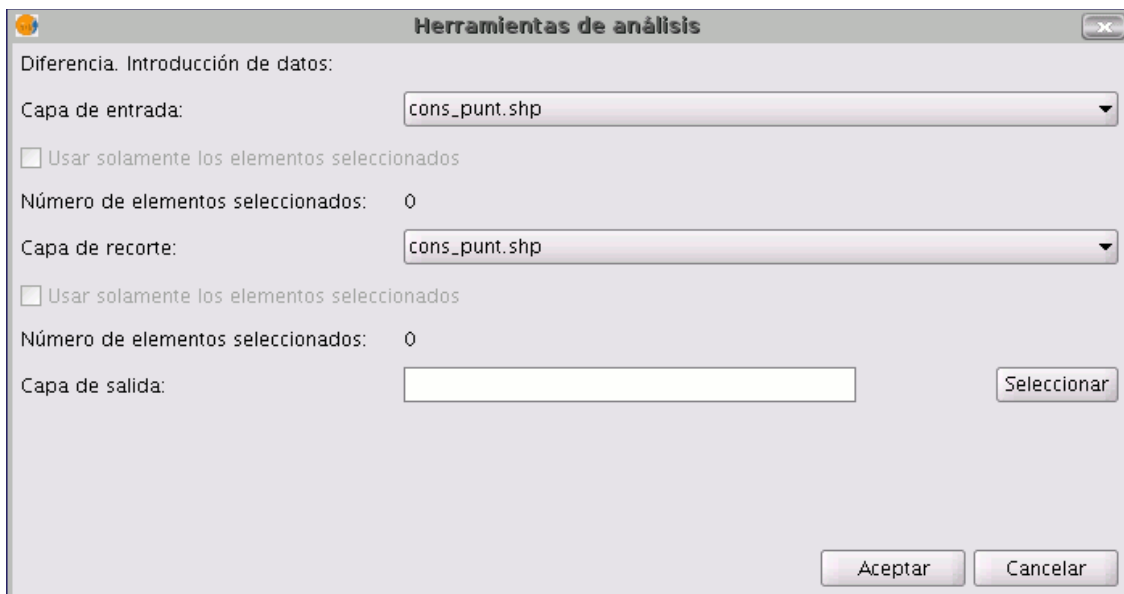 Herramientas de análisis
Diferencia. Introducción de datos:
Capa de entrada: cons_punt.shp
Usar solamente los elementos seleccionados
Número de elementos seleccionados: 0
Capa de recorte: cons_punt.shp
Usar solamente los elementos seleccionados
Número de elementos seleccionados: 0
Capa de salida: Seleccionar
Aceptar Cancelar